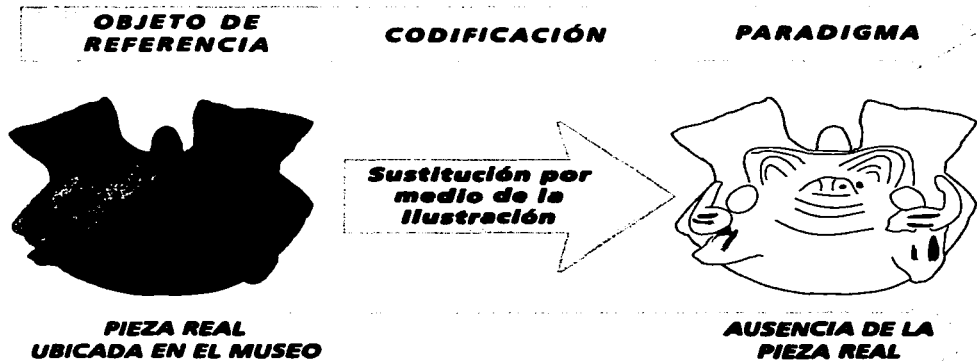 OBJETO DE
REFERENCIA
CODIFICACIÓN
PARADIGMA
Sustitución por
medio de la
ilustración
PIEZA REAL
UBICADA EN EL MUSEO
AUSENCIA DE LA
PIEZA REAL